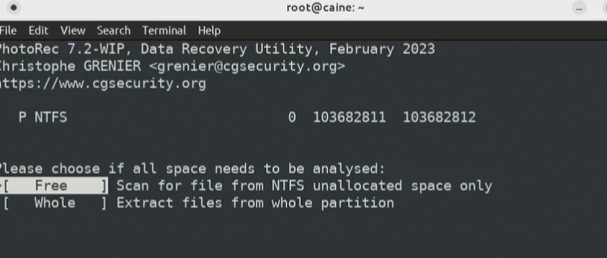 root@caine: ~
File Edit View Search Terminal Help
PhotoRec 7.2-WIP, Data Recovery Utility, February 2023
Christophe GRENIER <grenier@cgsecurity.org>
https://www.cgsecurity.org
P NTFS 0 103682811 103682812
Please choose if all space needs to be analysed:
>[ Free ] Scan for file from NTFS unallocated space only
[ Whole ] Extract files from whole partition